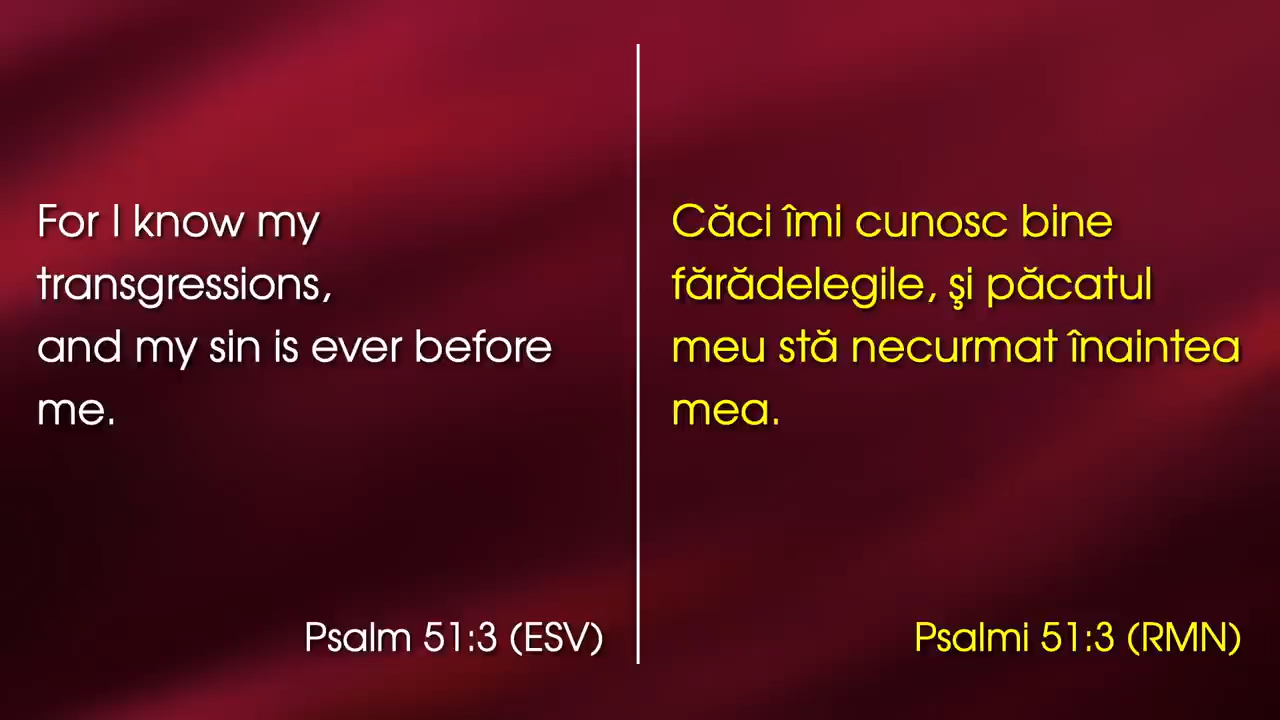 For I know my
transgressions,
and my sin is ever before
me.
Psalm 51:3 (ESV)
Căci îmi cunosc bine
fărădelegile, şi păcatul
meu stă necurmat înaintea
mea.
Psalmi 51:3 (RMN)